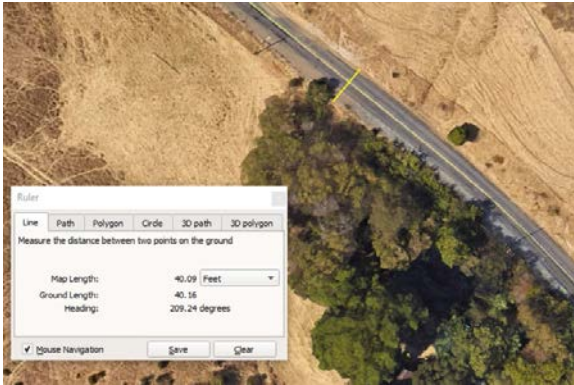 Ruler
Line Path Polygon Circle 3D path 3D polygon
Measure the distance between two points on the ground
Map Length: 40.09 Feet
Ground Length: 40.16
Heading: 209.24 degrees
Mouse Navigation Save Clear